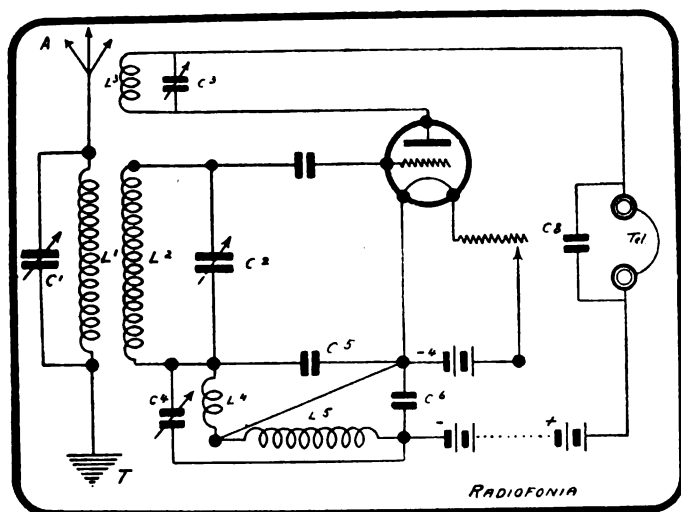 A
L3
C3
C1
L1
L2
C2
C8
Tel.
C5
-4
C4
L4
C6
L5
-
+
T
RADIOFONIA